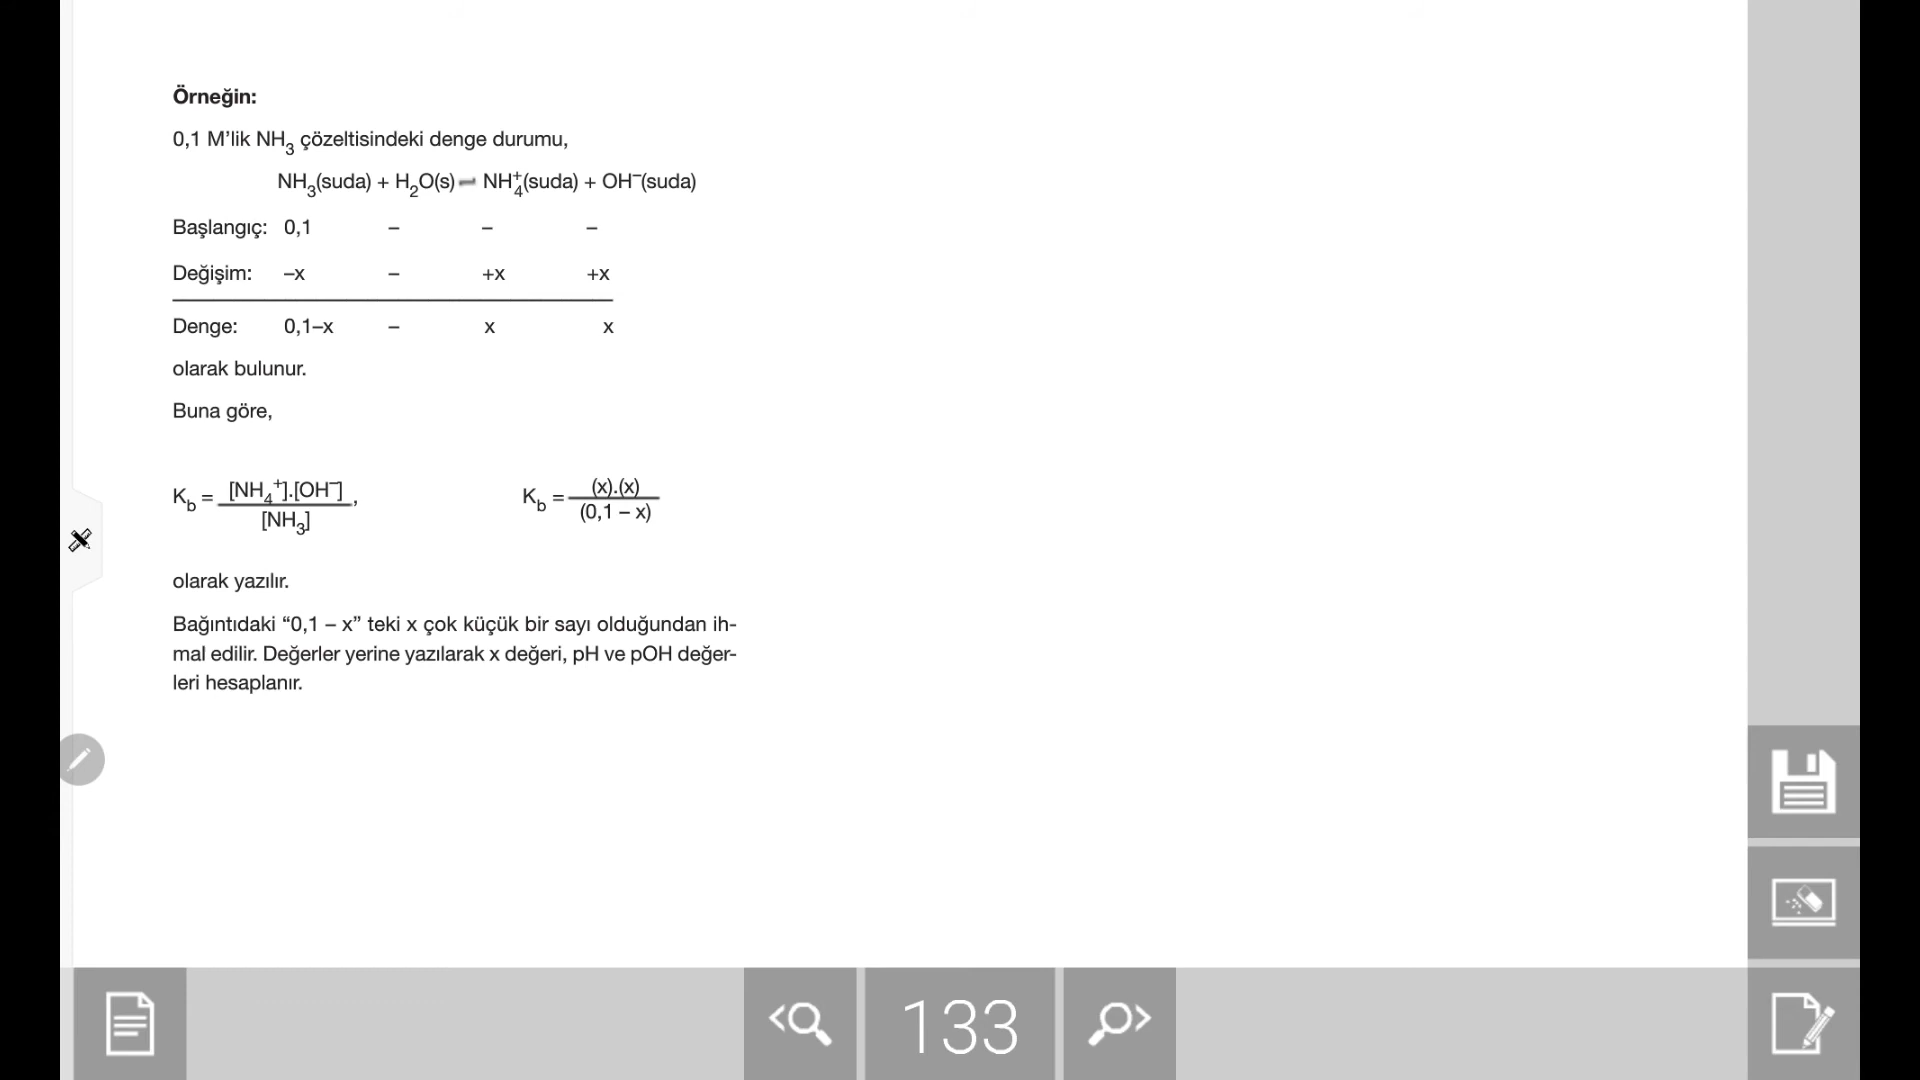 Örneğin:
0,1 M’lik NH₃ çözeltisindeki denge durumu,
NH₃(suda) + H₂O(s) ⇌ NH₄⁺(suda) + OH⁻(suda)
Başlangıç: 0,1 – – –
Değişim: –x – +x +x
Denge: 0,1–x – x x
olarak bulunur.
Buna göre,
K_b = [NH₄⁺].[OH⁻] / [NH₃] , K_b = (x).(x) / (0,1 – x)
olarak yazılır.
Bağıntıdaki “0,1 – x” teki x çok küçük bir sayı olduğundan ih-
mal edilir. Değerler yerine yazılarak x değeri, pH ve pOH değer-
leri hesaplanır.
133